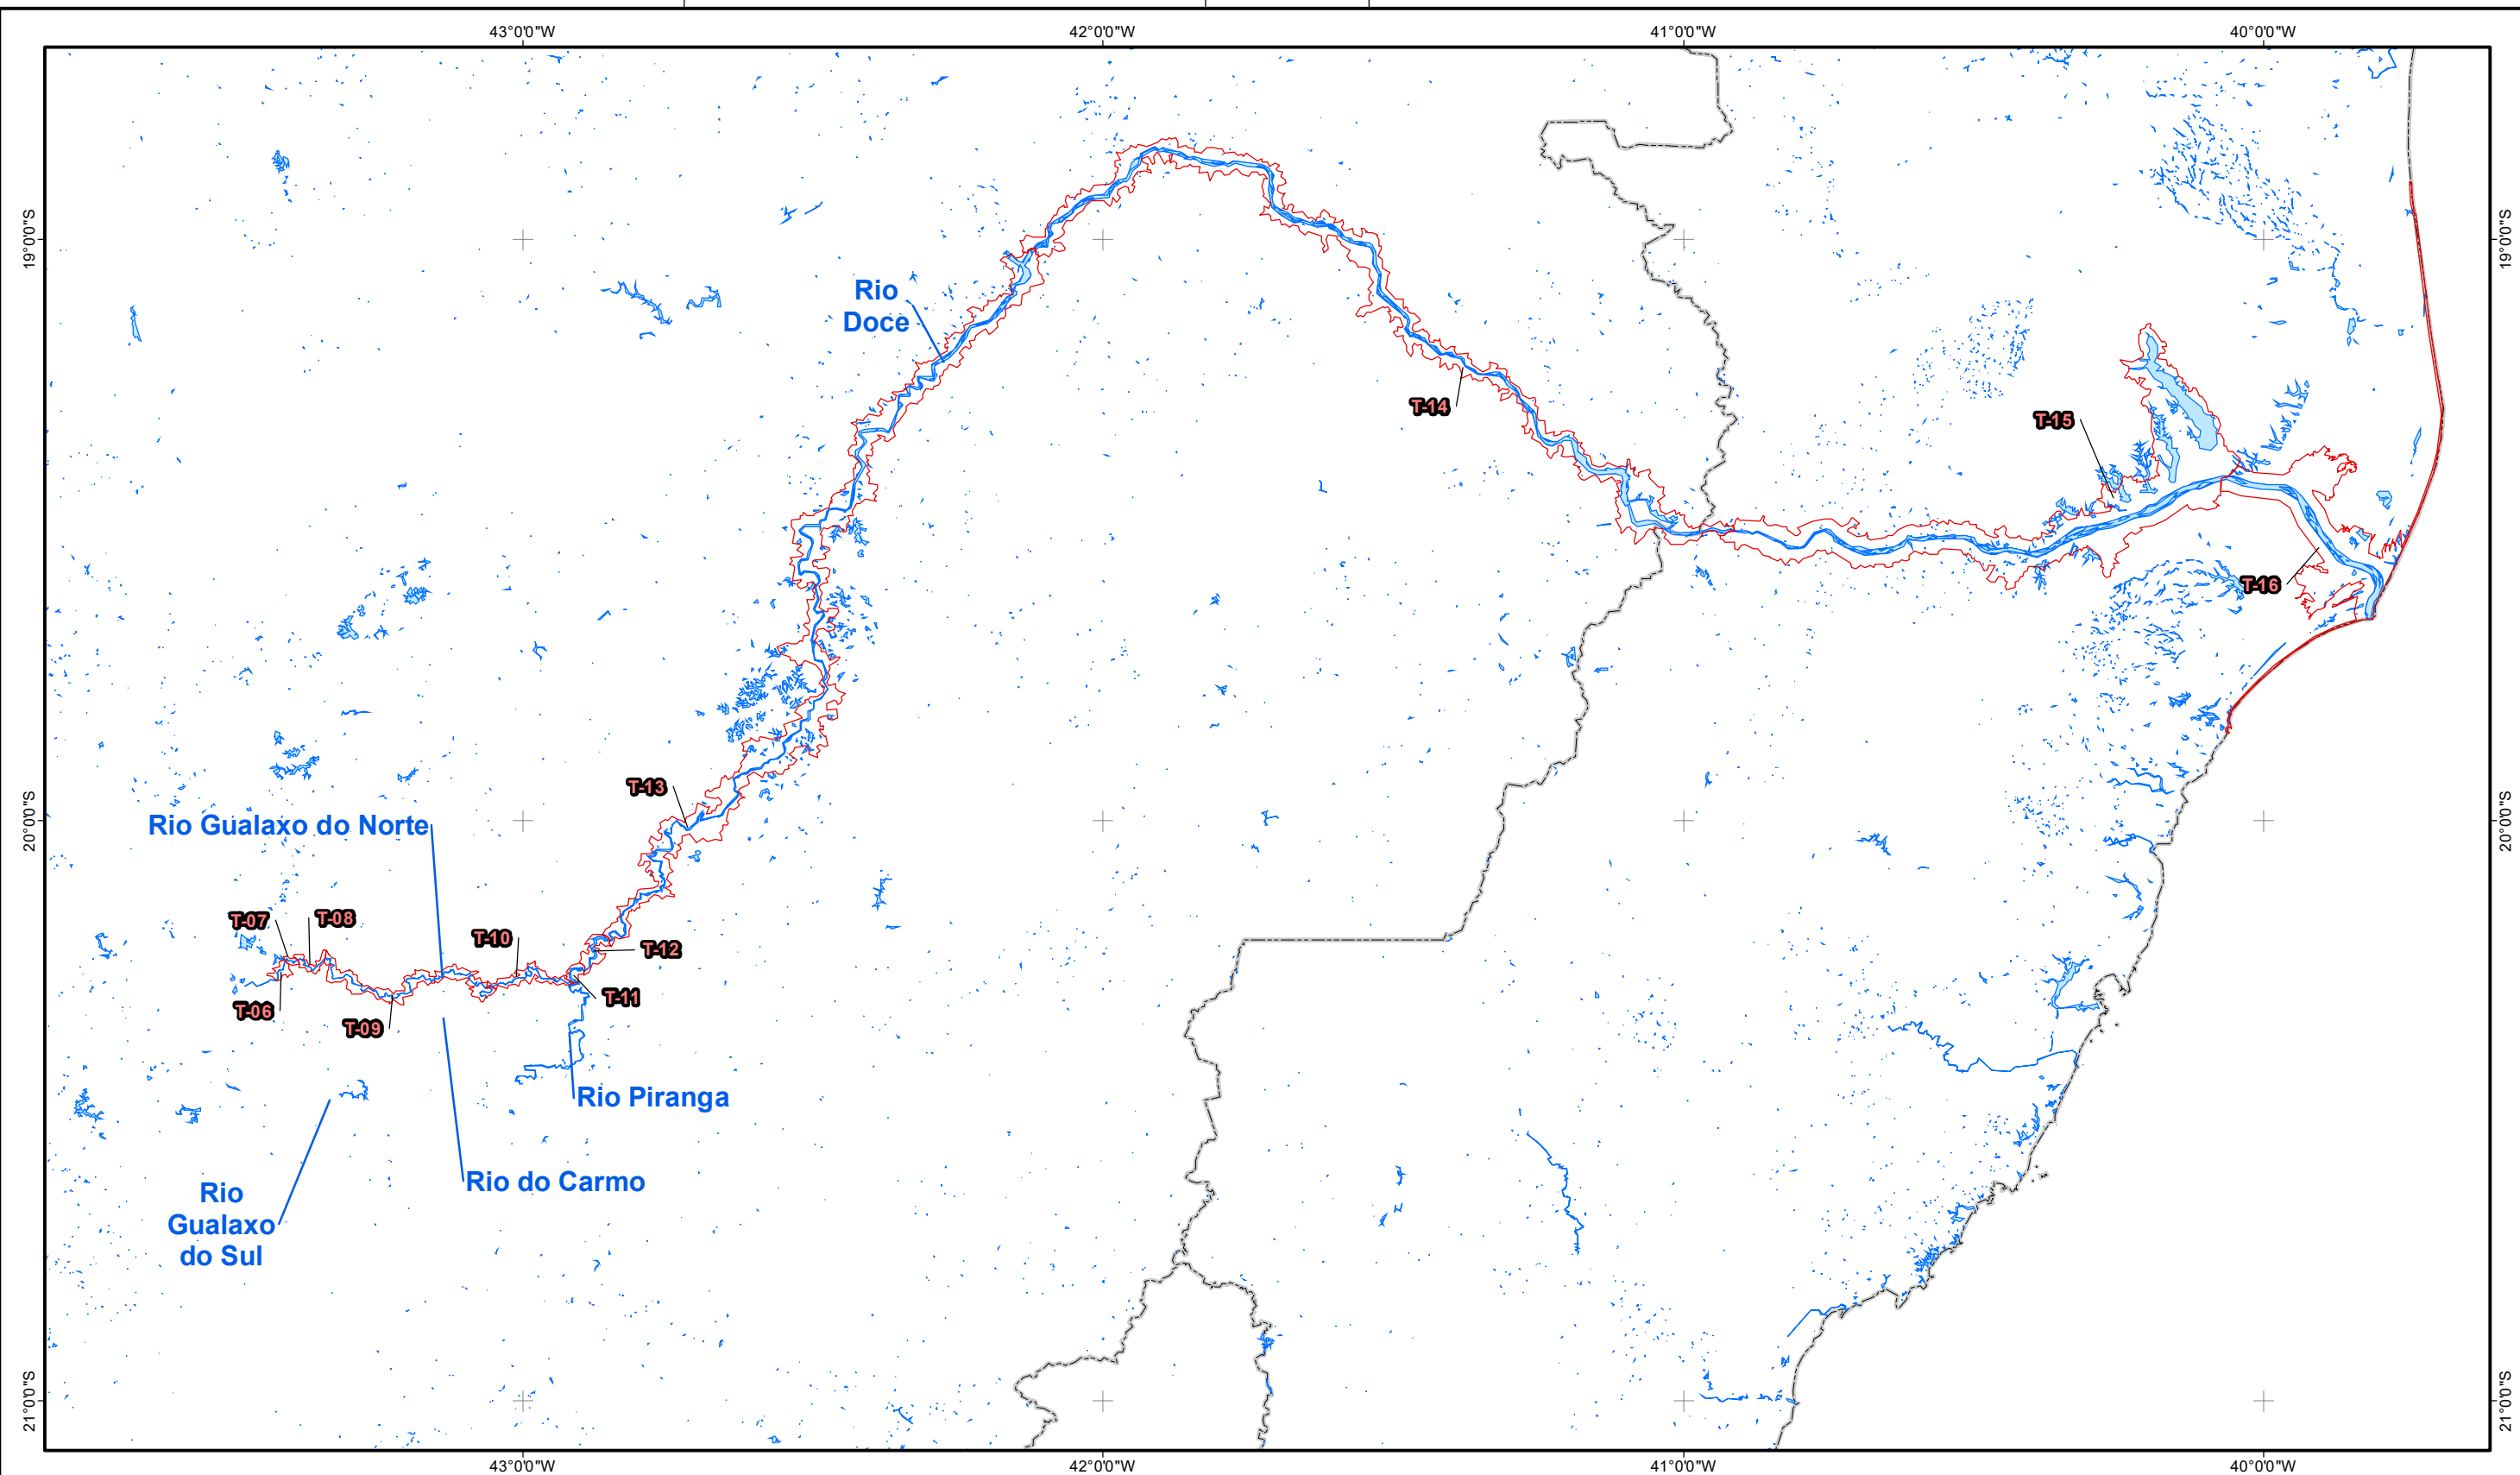 43°0'0"W
42°0'0"W
41°0'0"W
40°0'0"W
19°0'0"S
19°0'0"S
Rio
Doce
T-14
T-15
T-16
T-13
20°0'0"S
20°0'0"S
Rio Gualaxo do Norte
T-07
T-08
T-10
T-12
T-06
T-09
T-11
Rio Piranga
Rio do Carmo
Rio
Gualaxo
do Sul
21°0'0"S
21°0'0"S
43°0'0"W
42°0'0"W
41°0'0"W
40°0'0"W